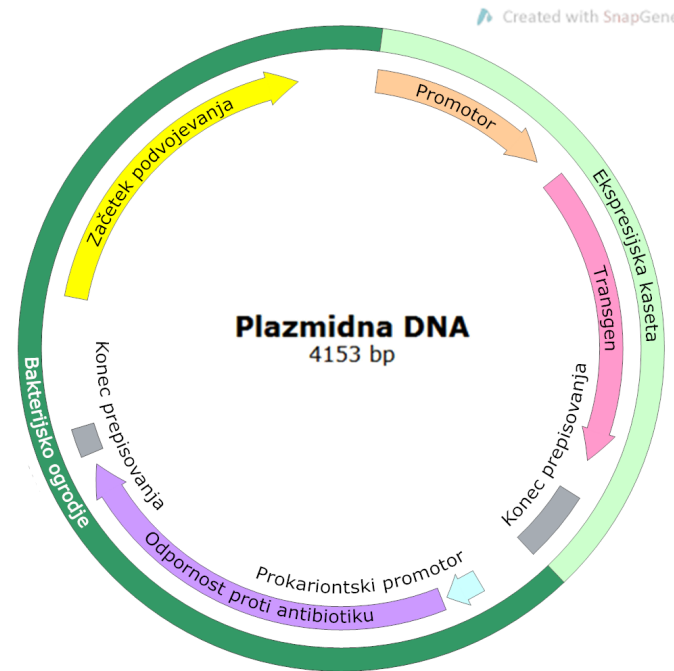 Created with SnapGene
Promotor
Začetek podvojevanja
Ekspresijska kaseta
Transgen
Plazmidna DNA
4153 bp
Konec prepisovanja
Konec prepisovanja
Bakterijsko ogrodje
Prokariontski promotor
Odpornost proti antibiotiku